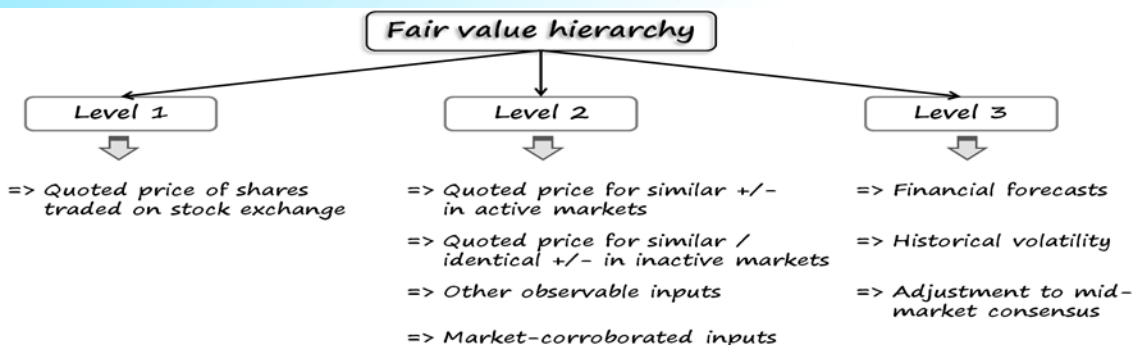 Fair value hierarchy
Level 1
=> Quoted price of shares
traded on stock exchange
Level 2
=> Quoted price for similar +/-
in active markets
=> Quoted price for similar /
identical +/- in inactive markets
=> Other observable inputs
=> Market-corroborated inputs
Level 3
=> Financial forecasts
=> Historical volatility
=> Adjustment to mid-
market consensus